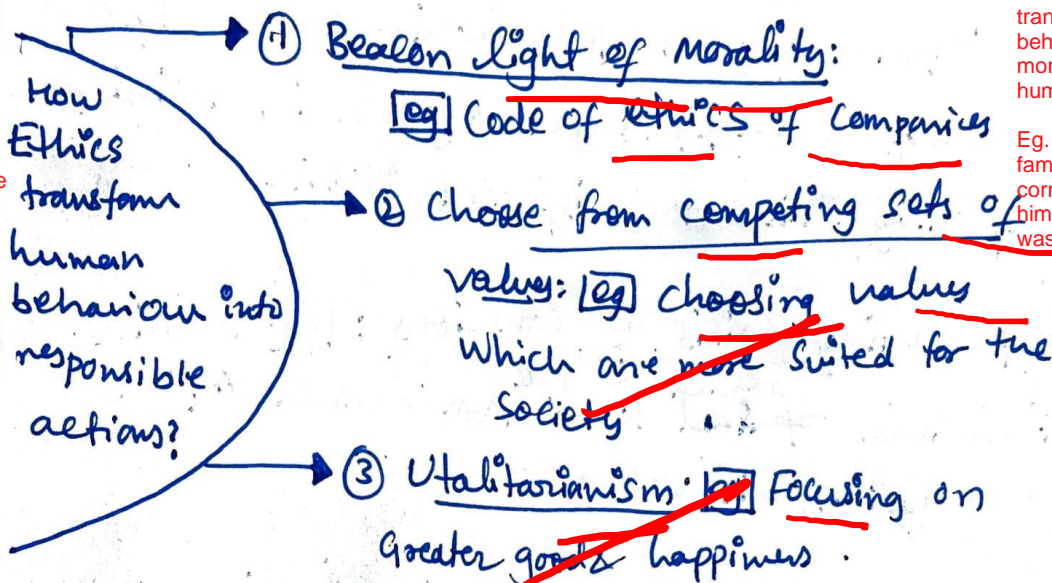 How
Ethics
transform
human
behaviour into
responsible
actions?
① Beacon light of morality:
eg Code of ethics of Companies
② Choose from competing sets of
values: eg choosing values
which are more suited for the
Society
③ Utalitarianism: eg Focusing on
Greater good & happiness.
tran
beh
mor
hum
Eg.
fam
corr
him
was
e